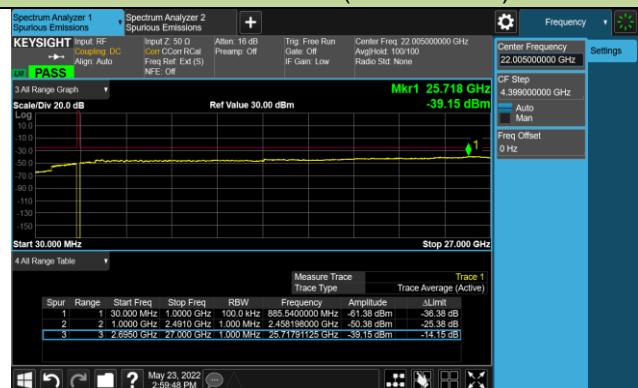 Spectrum Analyzer 1
Spurious Emissions
Spectrum Analyzer 2
Spurious Emissions
Frequency
KEYSIGHT
Input: RF
Coupling: DC
Align: Auto
Input Z: 50 Ω
Corr CCorr RCal
Freq Ref: Ext (S)
NFE: Off
Atten: 16 dB
Preamp: Off
Trig: Free Run
Gate: Off
IF Gain: Low
Center Freq: 22.005000000 GHz
Avg|Hold: 100/100
Radio Std: None
PASS
Center Frequency
22.005000000 GHz
Settings
CF Step
4.399000000 GHz
Auto
Man
Freq Offset
0 Hz
3 All Range Graph
Mkr1 25.718 GHz
Scale/Div 20.0 dB
Ref Value 30.00 dBm
-39.15 dBm
Log
10.0
-10.0
-30.0
-50.0
-70.0
-90.0
-110
-130
-150
1
Start 30.000 MHz
Stop 27.000 GHz
4 All Range Table
Measure Trace Trace 1
Trace Type Trace Average (Active)
Spur Range Start Freq Stop Freq RBW Frequency Amplitude ΔLimit
1 1 30.000 MHz 1.0000 GHz 100.0 kHz 885.5400000 MHz -61.38 dBm -36.38 dB
2 2 1.0000 GHz 2.4910 GHz 1.000 MHz 2.458198000 GHz -50.38 dBm -25.38 dB
3 3 2.6950 GHz 27.000 GHz 1.000 MHz 25.71791125 GHz -39.15 dBm -14.15 dB
May 23, 2022
2:59:48 PM